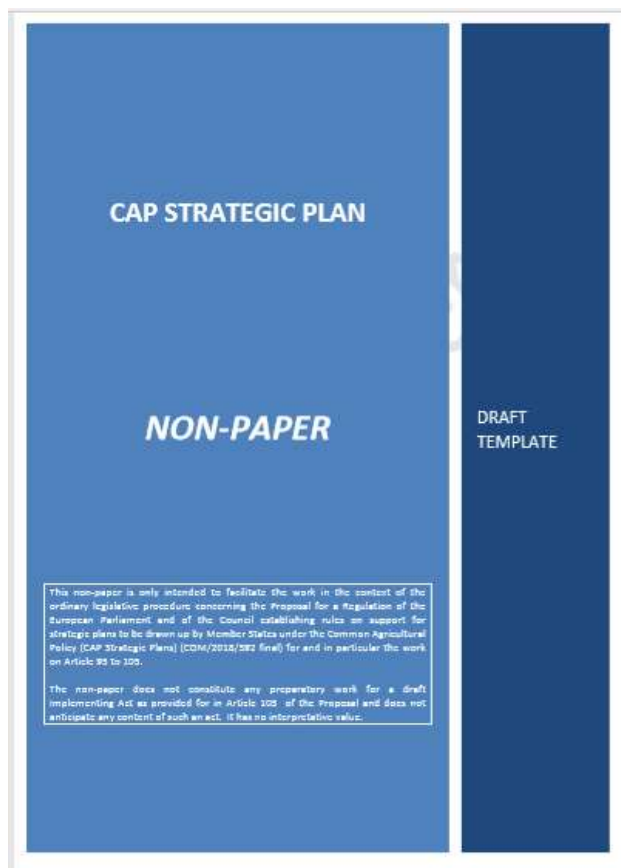 CAP STRATEGIC PLAN
NON-PAPER
DRAFT
TEMPLATE
This non-paper is only intended to facilitate the work in the context of the
ordinary legislative procedure concerning the Proposal for a Regulation of the
European Parliament and of the Council establishing rules on support for
strategic plans to be drawn up by Member States under the Common Agricultural
Policy (CAP Strategic Plans) (COM/2018/392 final) for and in particular the work
on Article 95 to 103.
The non-paper does not constitute any preparatory work for a draft
Implementing Act as provided for in Article 103 of the Proposal and does not
anticipate any content of such an act. It has no interpretative value.